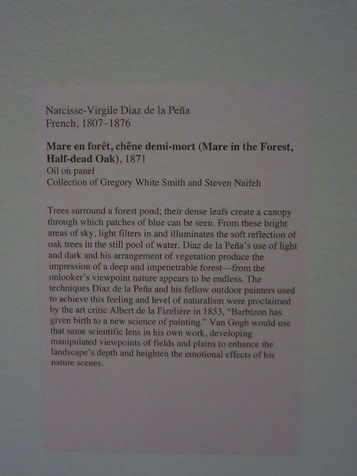 Narcisse-Virgile Diaz de la Peña
French, 1807–1876
Mare en forêt, chêne demi-mort (Mare in the Forest,
Half-dead Oak), 1871
Oil on panel
Collection of Gregory White Smith and Steven Naifeh
Trees surround a forest pond; their dense leafs create a canopy
through which patches of blue can be seen. From these bright
areas of sky, light filters in and illuminates the soft reflection of
oak trees in the still pool of water. Diaz de la Peña's use of light
and dark and his arrangement of vegetation produce the
impression of a deep and impenetrable forest—from the
onlooker's viewpoint nature appears to be endless. The
techniques Diaz de la Peña and his fellow outdoor painters used
to achieve this feeling and level of naturalism were proclaimed
by the art critic Albert de la Fizelière in 1853, "Barbizon has
given birth to a new science of painting." Van Gogh would use
that same scientific lens in his own work, developing
manipulated viewpoints of fields and plains to enhance the
landscape's depth and heighten the emotional effects of his
nature scenes.